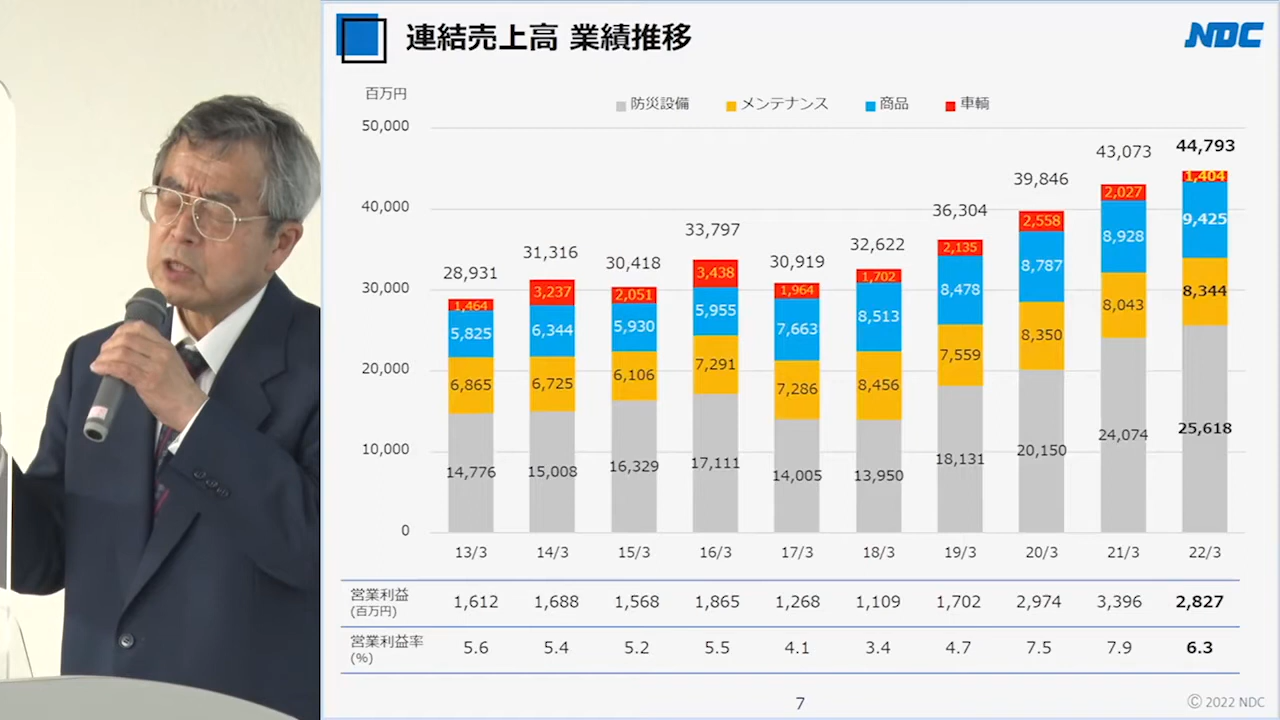 連結売上高 業績推移
NDC
百万円
防災設備 メンテナンス 商品 車輌
50,000
40,000
30,000
20,000
10,000
0
28,931 31,316 30,418 33,797 30,919 32,622 36,304 39,846 43,073 44,793
1,464 3,237 2,051 3,438 1,964 1,702 2,135 2,558 2,027 1,404
5,825 6,344 5,930 5,955 7,663 8,513 8,478 8,787 8,928 9,425
6,865 6,725 6,106 7,291 7,286 8,456 7,559 8,350 8,043 8,344
14,776 15,008 16,329 17,111 14,005 13,950 18,131 20,150 24,074 25,618
13/3 14/3 15/3 16/3 17/3 18/3 19/3 20/3 21/3 22/3
営業利益
(百万円)
1,612 1,688 1,568 1,865 1,268 1,109 1,702 2,974 3,396 2,827
営業利益率
(%)
5.6 5.4 5.2 5.5 4.1 3.4 4.7 7.5 7.9 6.3
7
Ⓒ 2022 NDC